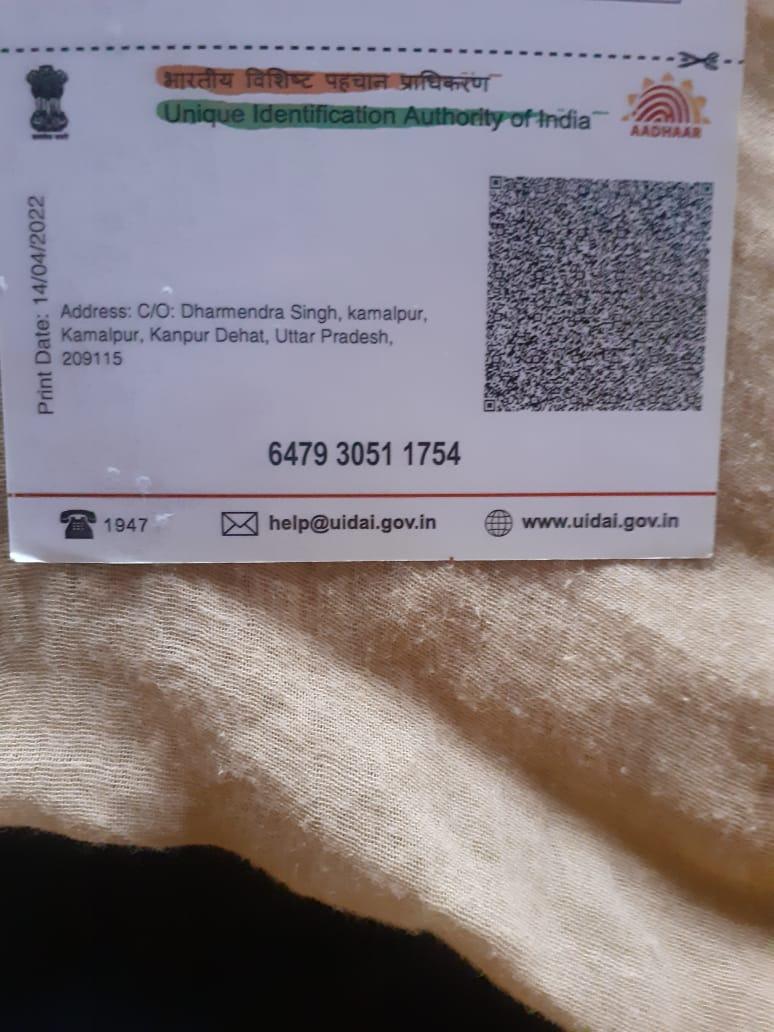 भारतीय विशिष्ट पहचान प्राधिकरण
Unique Identification Authority of India
AADHAAR
Print Date: 14/04/2022
Address: C/O: Dharmendra Singh, kamalpur,
Kamalpur, Kanpur Dehat, Uttar Pradesh,
209115
6479 3051 1754
1947
help@uidai.gov.in
www.uidai.gov.in